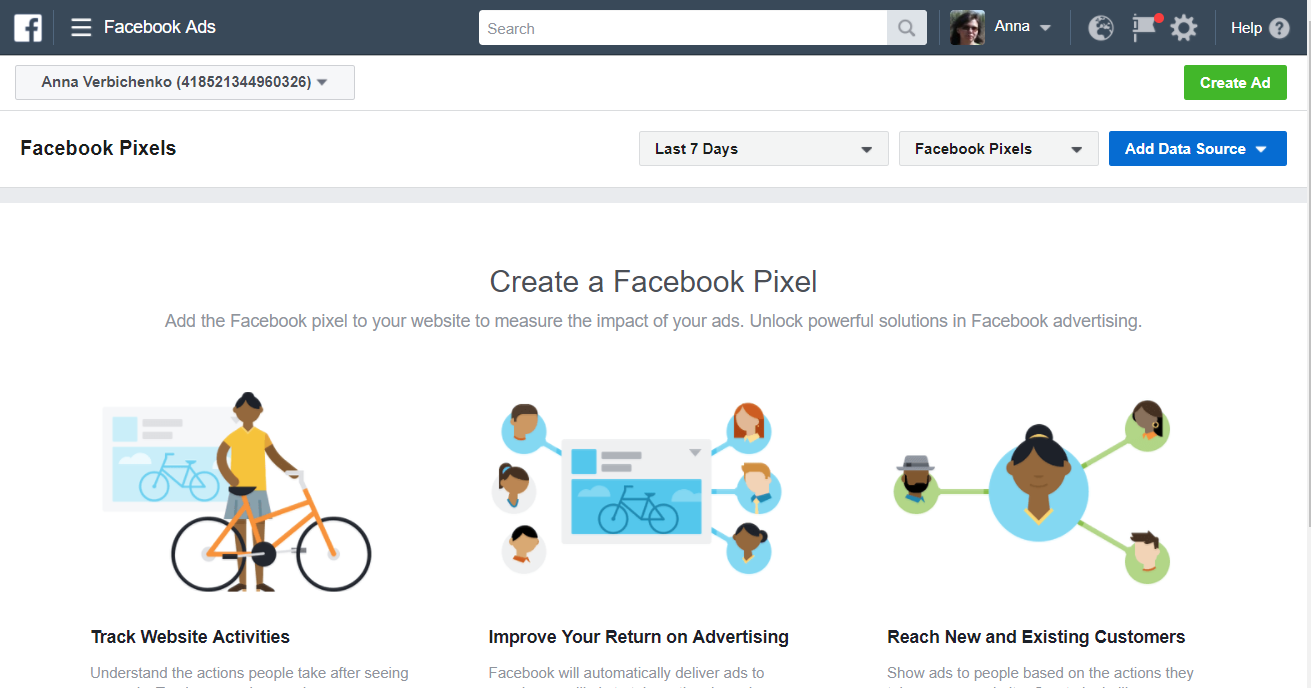 Facebook Ads
Search
Anna
Help
Anna Verbichenko (418521344960326)
Create Ad
Facebook Pixels
Last 7 Days
Facebook Pixels
Add Data Source
Create a Facebook Pixel
Add the Facebook pixel to your website to measure the impact of your ads. Unlock powerful solutions in Facebook advertising.
Track Website Activities
Improve Your Return on Advertising
Reach New and Existing Customers
Understand the actions people take after seeing
Facebook will automatically deliver ads to
Show ads to people based on the actions they